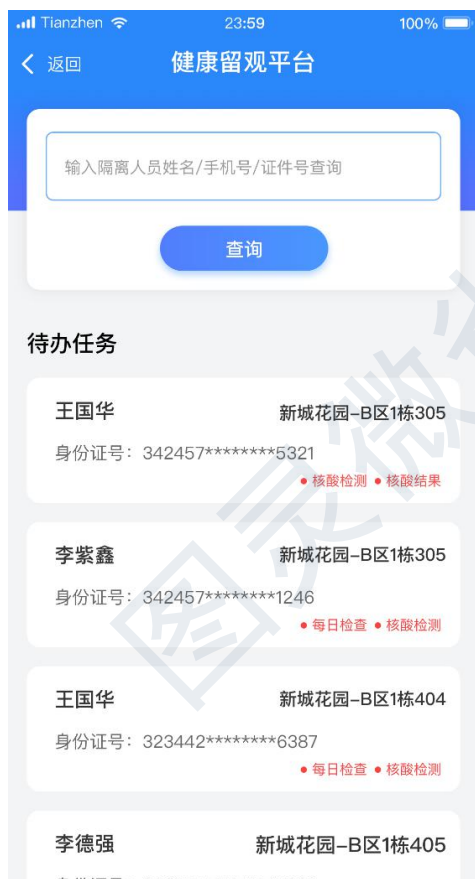 Tianzhen 23:59 100%
返回 健康留观平台
输入隔离人员姓名/手机号/证件号查询
查询
待办任务
王国华 新城花园-B区1栋305
身份证号：342457********5321
核酸检测 核酸结果
李紫鑫 新城花园-B区1栋305
身份证号：342457********1246
每日检查 核酸检测
王国华 新城花园-B区1栋404
身份证号：323442********6387
每日检查 核酸检测
李德强 新城花园-B区1栋405
图灵微